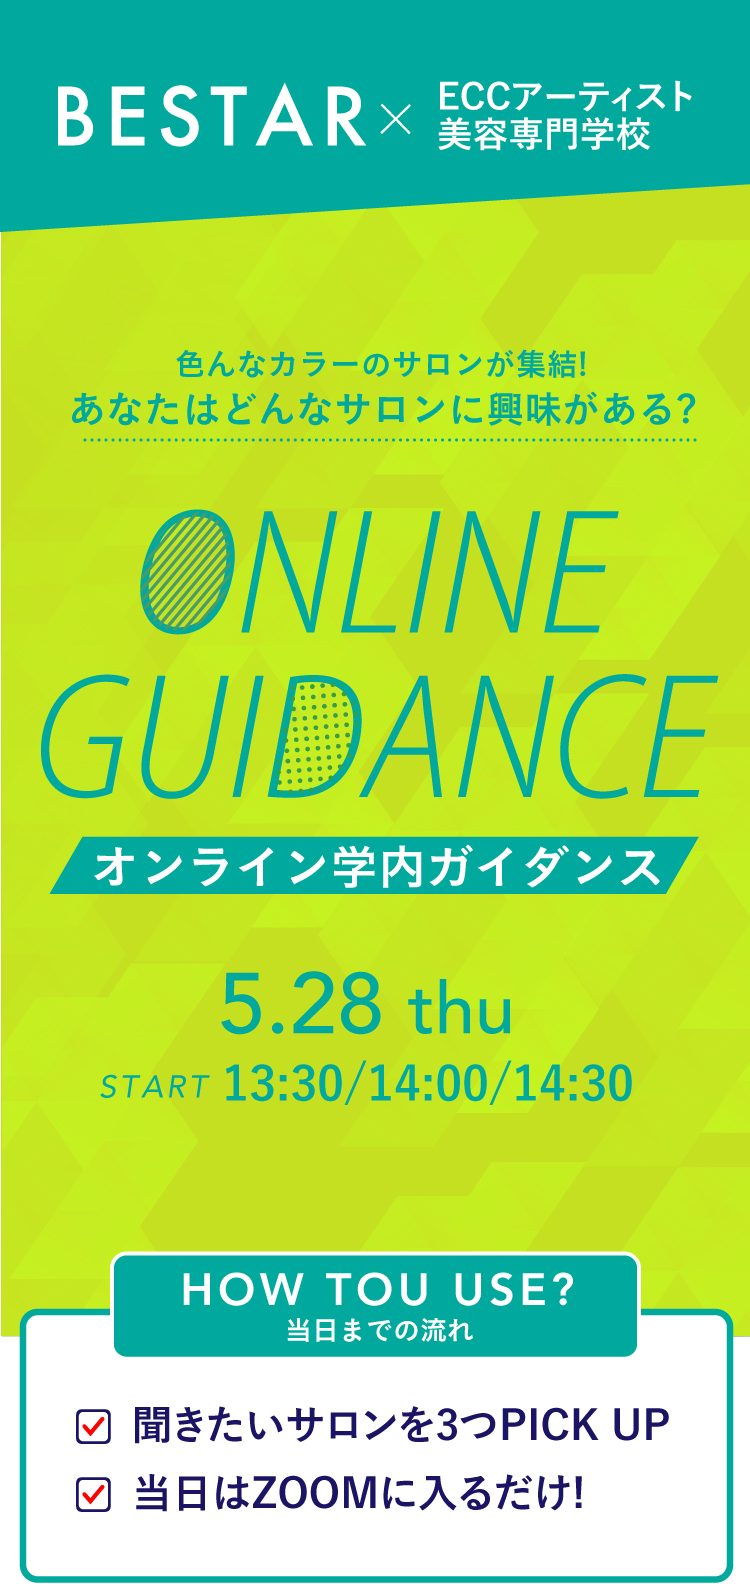 BESTAR × ECCアーティスト
美容専門学校
色んなカラーのサロンが集結!
あなたはどんなサロンに興味がある?
ONLINE
GUIDANCE
オンライン学内ガイダンス
5.28 thu
START 13:30/14:00/14:30
HOW TOU USE?
当日までの流れ
聞きたいサロンを3つPICK UP
当日はZOOMに入るだけ!